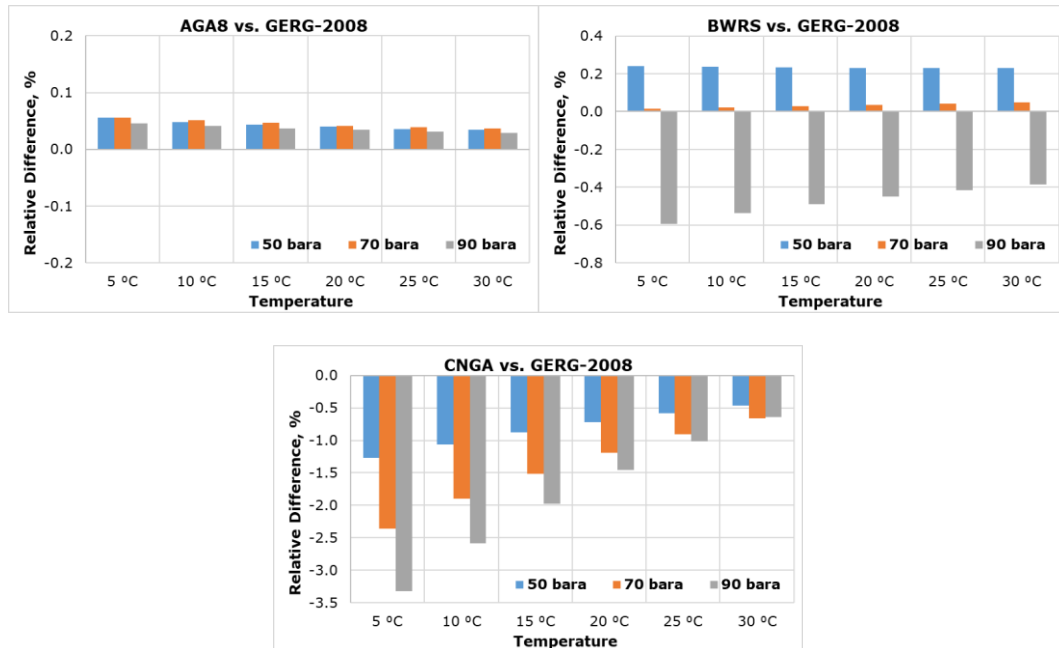 AGA8 vs. GERG-2008
Relative Difference, %
0.2
0.1
0.0
-0.1
-0.2
50 bara 70 bara 90 bara
5 ºC 10 ºC 15 ºC 20 ºC 25 ºC 30 ºC
Temperature
BWRS vs. GERG-2008
Relative Difference, %
0.4
0.2
0.0
-0.2
-0.4
-0.6
-0.8
50 bara 70 bara 90 bara
5 ºC 10 ºC 15 ºC 20 ºC 25 ºC 30 ºC
Temperature
CNGA vs. GERG-2008
Relative Difference, %
0.0
-0.5
-1.0
-1.5
-2.0
-2.5
-3.0
-3.5
50 bara 70 bara 90 bara
5 ºC 10 ºC 15 ºC 20 ºC 25 ºC 30 ºC
Temperature